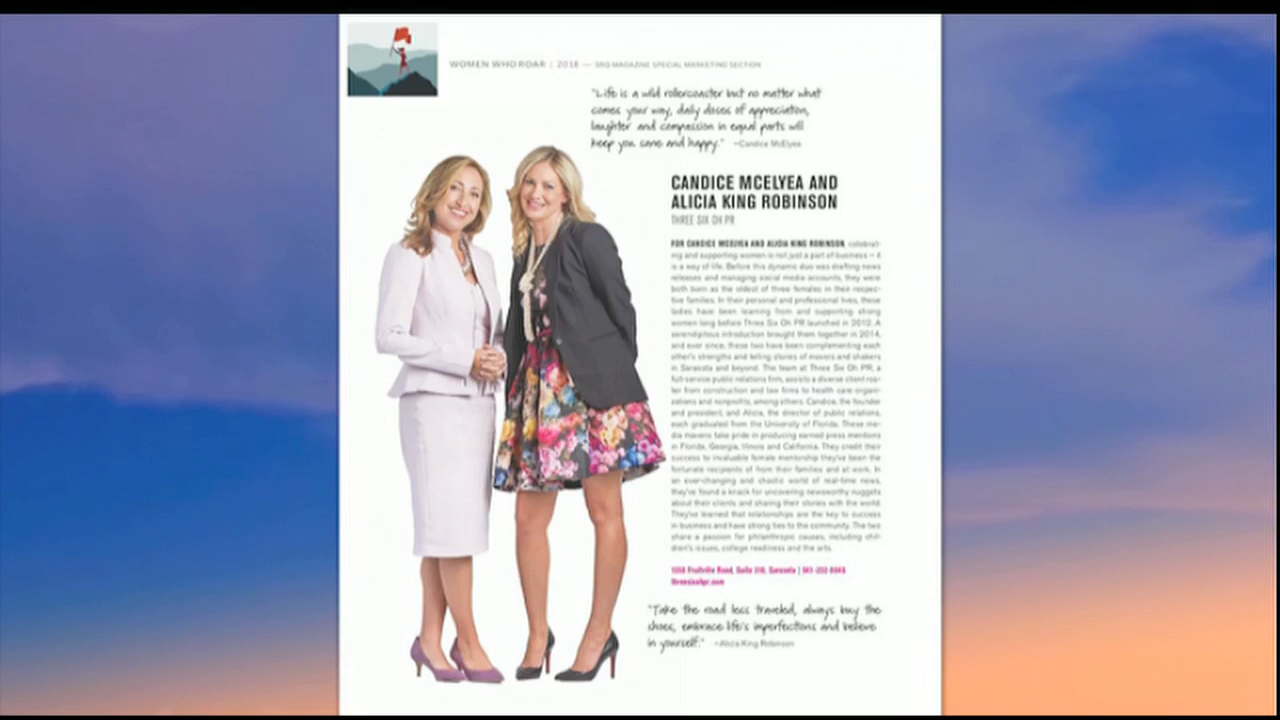 WOMEN WHO ROAR | 2018 — SRQ MAGAZINE SPECIAL MARKETING SECTION
"Life is a wild rollercoaster but no matter what
comes your way, daily doses of appreciation,
laughter and compassion in equal parts will
keep you sane and happy." –Candice McElyea
CANDICE MCELYEA AND
ALICIA KING ROBINSON
THREE SIX OH PR
FOR CANDICE MCELYEA AND ALICIA KING ROBINSON, celebrat-
ing and supporting women is not just a part of business – it
is a way of life. Before this dynamic duo was drafting news
releases and managing social media accounts, they were
both born as the oldest of three females in their respec-
tive families. In their personal and professional lives, these
ladies have been learning from and supporting strong
women long before Three Six Oh PR launched in 2012. A
serendipitous introduction brought them together in 2014,
and ever since, these two have been complementing each
other's strengths and telling stories of movers and shakers
in Sarasota and beyond. The team at Three Six Oh PR, a
full-service public relations firm, assists a diverse client ros-
ter from construction and law firms to health care organi-
zations and nonprofits, among others. Candice, the founder
and president, and Alicia, the director of public relations,
each graduated from the University of Florida. These me-
dia mavens take pride in producing earned press mentions
in Florida, Georgia, Illinois and California. They credit their
success to invaluable female mentorship they've been the
fortunate recipients of from their families and at work. In
an ever-changing and chaotic world of real-time news,
they've found a knack for uncovering newsworthy nuggets
about their clients and sharing their stories with the world.
They've learned that relationships are the key to success
in business and have strong ties to the community. The two
share a passion for philanthropic causes, including chil-
dren's issues, college readiness and the arts.
Fruitville Road, Suite Sarasota |
threesixohpr.com
"Take the road less traveled, always buy the
shoes, embrace life's imperfections and believe
in yourself." –Alicia King Robinson